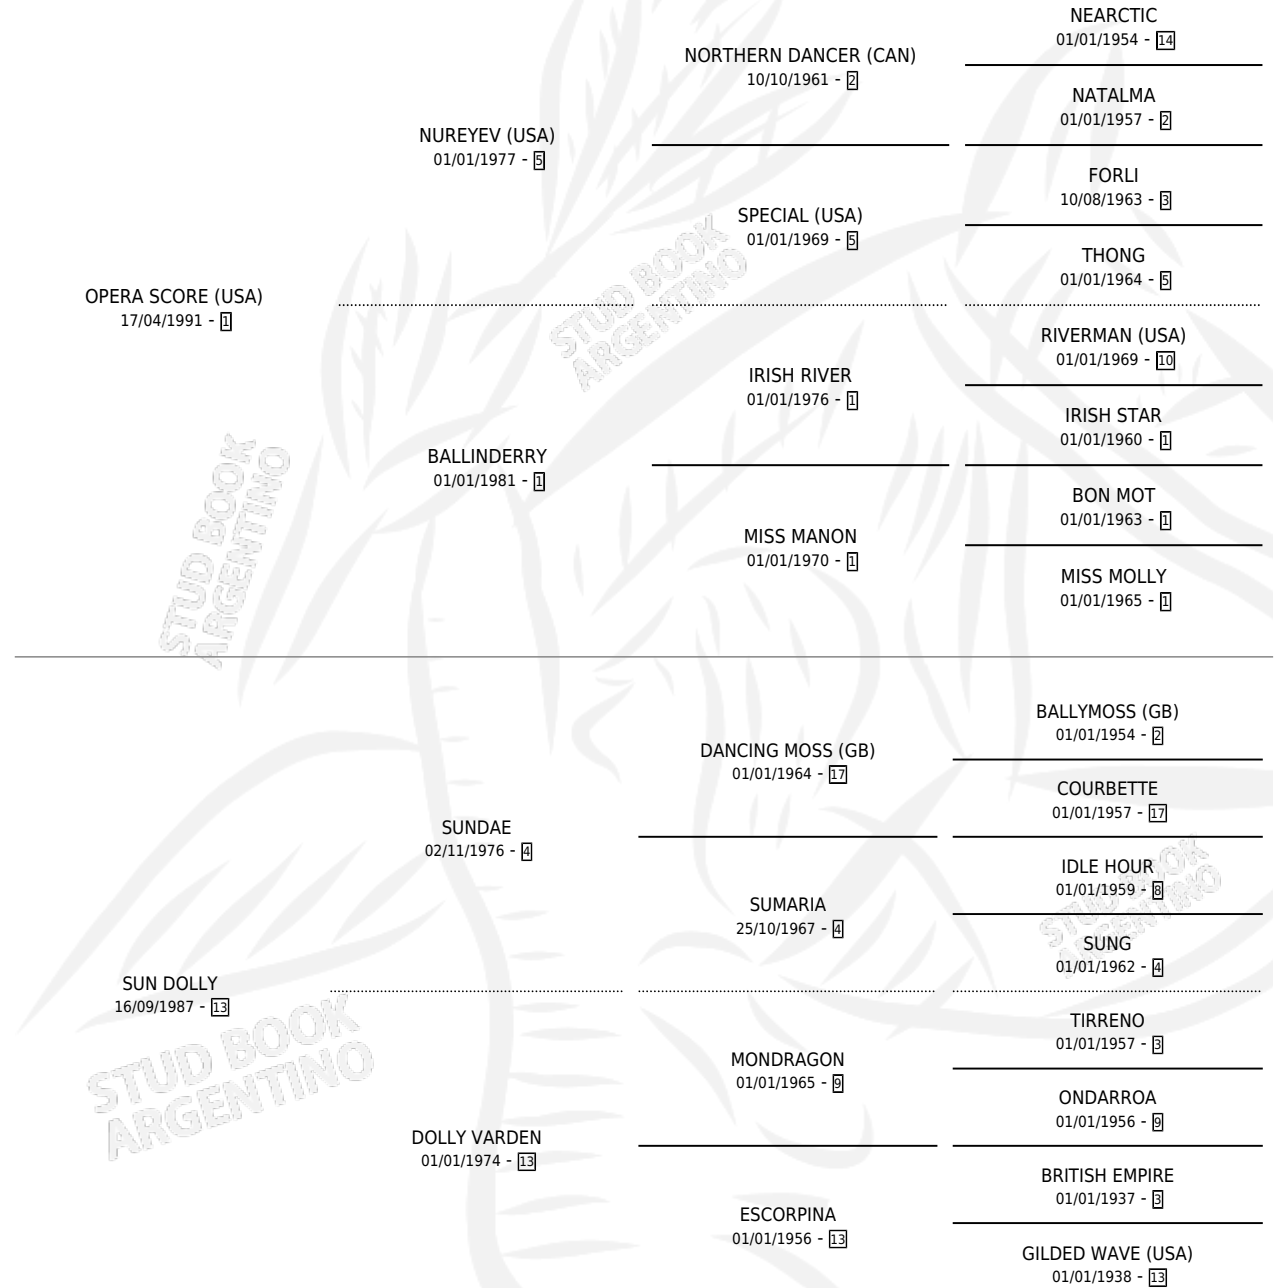 NEARCTIC
01/01/1954 - 14
NORTHERN DANCER (CAN)
10/10/1961 - 2
NATALMA
01/01/1957 - 2
NUREYEV (USA)
01/01/1977 - 5
FORLI
10/08/1963 - 3
SPECIAL (USA)
01/01/1969 - 5
THONG
01/01/1964 - 5
OPERA SCORE (USA)
17/04/1991 - 1
RIVERMAN (USA)
01/01/1969 - 10
IRISH RIVER
01/01/1976 - 1
IRISH STAR
01/01/1960 - 1
BALLINDERRY
01/01/1981 - 1
BON MOT
01/01/1963 - 1
MISS MANON
01/01/1970 - 1
MISS MOLLY
01/01/1965 - 1
STUD BOOK
ARGENTINO
STUD BOOK
ARGENTINO
BALLYMOSS (GB)
01/01/1954 - 2
DANCING MOSS (GB)
01/01/1964 - 17
COURBETTE
01/01/1957 - 17
SUNDAE
02/11/1976 - 4
IDLE HOUR
01/01/1959 - 8
SUMARIA
25/10/1967 - 4
SUNG
01/01/1962 - 4
SUN DOLLY
16/09/1987 - 13
TIRRENO
01/01/1957 - 3
MONDRAGON
01/01/1965 - 9
ONDARROA
01/01/1956 - 9
DOLLY VARDEN
01/01/1974 - 13
BRITISH EMPIRE
01/01/1937 - 3
ESCORPINA
01/01/1956 - 13
GILDED WAVE (USA)
01/01/1938 - 13
STUD BOOK
ARGENTINO
STUD BOOK
ARGENTINO